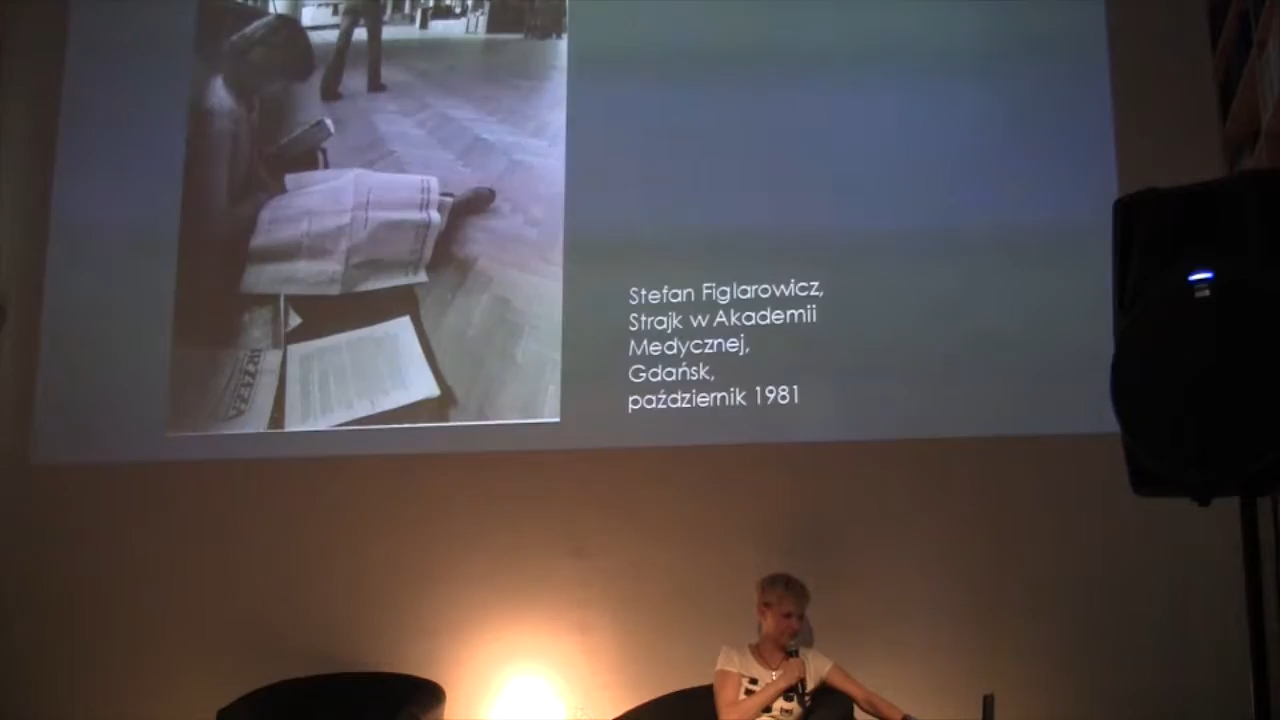 Stefan Figlarowicz,
Strajk w Akademii
Medycznej,
Gdańsk,
październik 1981